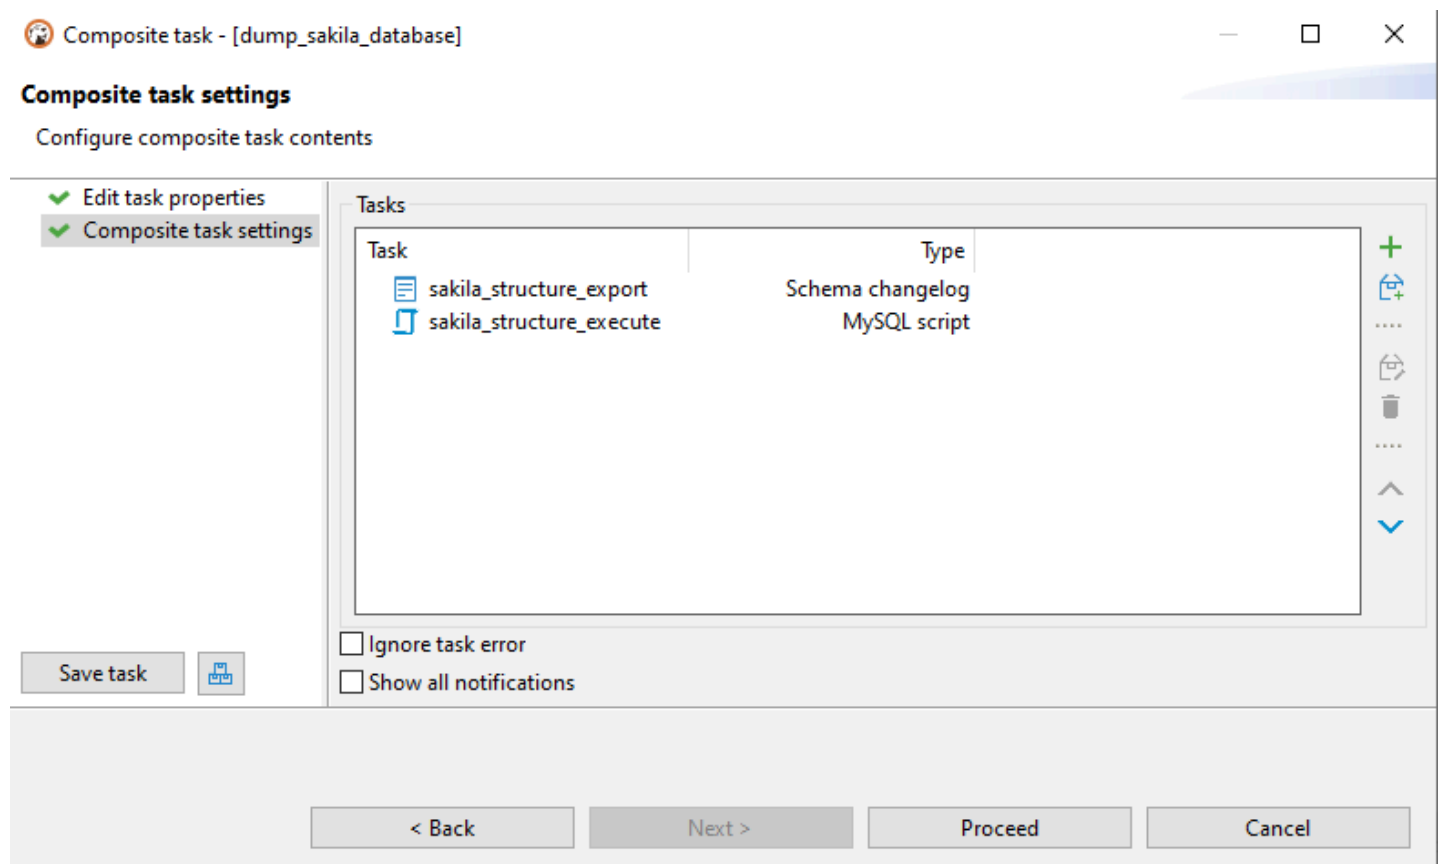 Composite task - [dump_sakila_database]
Composite task settings
Configure composite task contents
Edit task properties
Composite task settings
Tasks
Task Type
sakila_structure_export Schema changelog
sakila_structure_execute MySQL script
Ignore task error
Show all notifications
Save task
< Back Next > Proceed Cancel